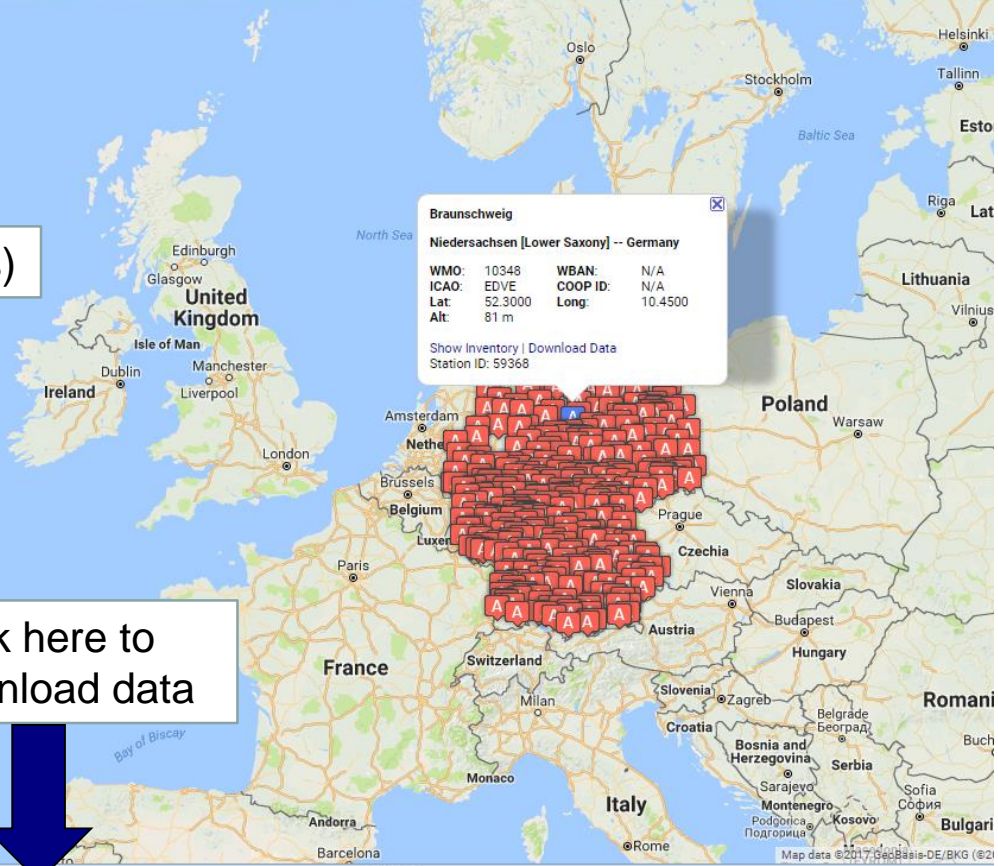 Oslo
Helsinki
Stockholm
Tallinn
Baltic Sea
Riga
Lithuania
Vilnius
North Sea
Edinburgh
Glasgow
United
Kingdom
Isle of Man
Dublin
Ireland
Manchester
Liverpool
London
Braunschweig
Niedersachsen [Lower Saxony] -- Germany
WMO: 10348 WBAN: N/A
ICAO: EDVE COOP ID: N/A
Lat: 52.3000 Long: 10.4500
Alt: 81 m
Show Inventory | Download Data
Station ID: 59368
Amsterdam
Nethe
Brussels
Belgium
Luxem
Poland
Warsaw
Prague
Czechia
Paris
Vienna
Slovakia
Budapest
Hungary
Austria
k here to
nload data
France
Switzerland
Milan
Slovenia
Zagreb
Croatia
Belgrade
Београд
Romani
Buch
Bay of Biscay
Bosnia and
Herzegovina
Serbia
Sarajevo
Monaco
Italy
Montenegro
Podgorica
Подгорица
Kosovo
Sofia
София
Bulgari
Andorra
Barcelona
Rome
Map data ©2017 GeoBasis-DE/BKG (©20